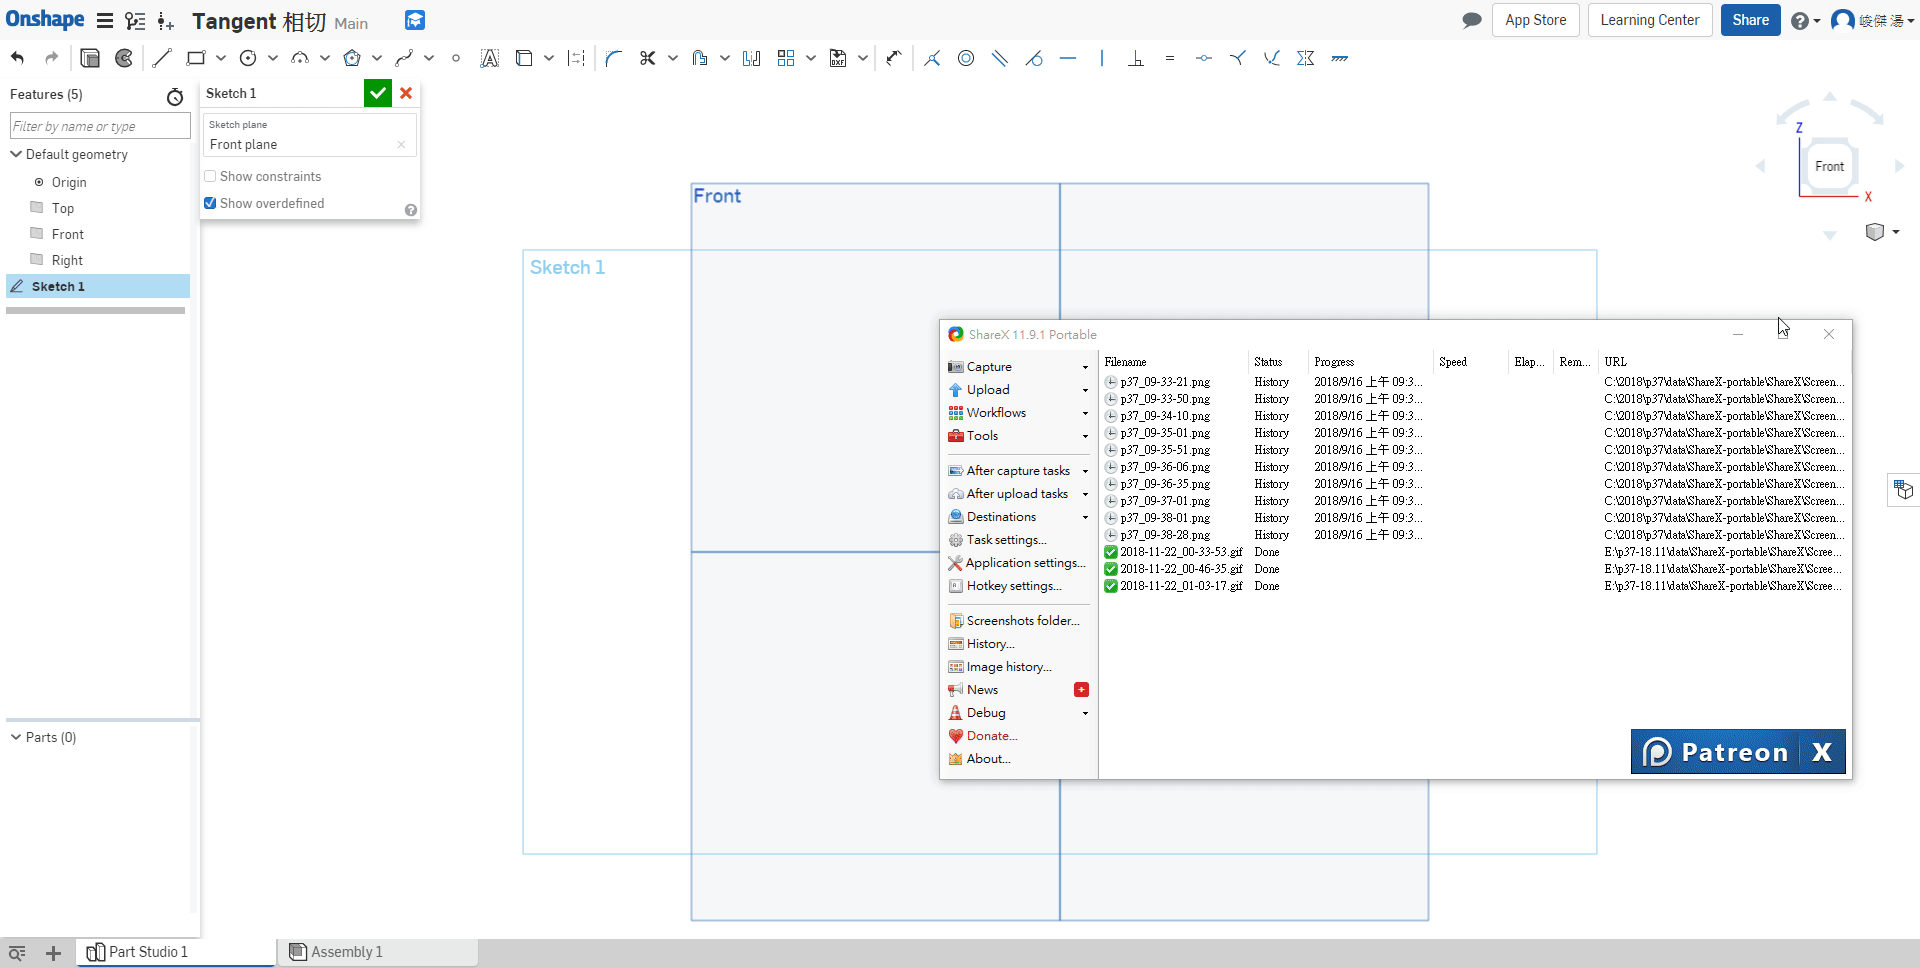 Onshape Tangent 相切 Main App Store Learning Center Share 峻傑 湯
Features (5)
Filter by name or type
Default geometry
Origin
Top
Front
Right
Sketch 1
Parts (0)
Sketch 1
Sketch plane
Front plane
Show constraints
Show overdefined
Front
Sketch 1
Z
Front
X
ShareX 11.9.1 Portable
Capture
Upload
Workflows
Tools
After capture tasks
After upload tasks
Destinations
Task settings...
Application settings...
Hotkey settings...
Screenshots folder...
History...
Image history...
News
Debug
Donate...
About...
Filename Status Progress Speed Elap... Rem... URL
p37_09-33-21.png History 2018/9/16 上午 09:3... C:\2018\p37\data\ShareX-portable\ShareX\Screen...
p37_09-33-50.png History 2018/9/16 上午 09:3... C:\2018\p37\data\ShareX-portable\ShareX\Screen...
p37_09-34-10.png History 2018/9/16 上午 09:3... C:\2018\p37\data\ShareX-portable\ShareX\Screen...
p37_09-35-01.png History 2018/9/16 上午 09:3... C:\2018\p37\data\ShareX-portable\ShareX\Screen...
p37_09-35-51.png History 2018/9/16 上午 09:3... C:\2018\p37\data\ShareX-portable\ShareX\Screen...
p37_09-36-06.png History 2018/9/16 上午 09:3... C:\2018\p37\data\ShareX-portable\ShareX\Screen...
p37_09-36-35.png History 2018/9/16 上午 09:3... C:\2018\p37\data\ShareX-portable\ShareX\Screen...
p37_09-37-01.png History 2018/9/16 上午 09:3... C:\2018\p37\data\ShareX-portable\ShareX\Screen...
p37_09-38-01.png History 2018/9/16 上午 09:3... C:\2018\p37\data\ShareX-portable\ShareX\Screen...
p37_09-38-28.png History 2018/9/16 上午 09:3... C:\2018\p37\data\ShareX-portable\ShareX\Screen...
2018-11-22_00-33-53.gif Done E:\p37-18.11\data\ShareX-portable\ShareX\Scree...
2018-11-22_00-46-35.gif Done E:\p37-18.11\data\ShareX-portable\ShareX\Scree...
2018-11-22_01-03-17.gif Done E:\p37-18.11\data\ShareX-portable\ShareX\Scree...
Patreon X
Part Studio 1
Assembly 1